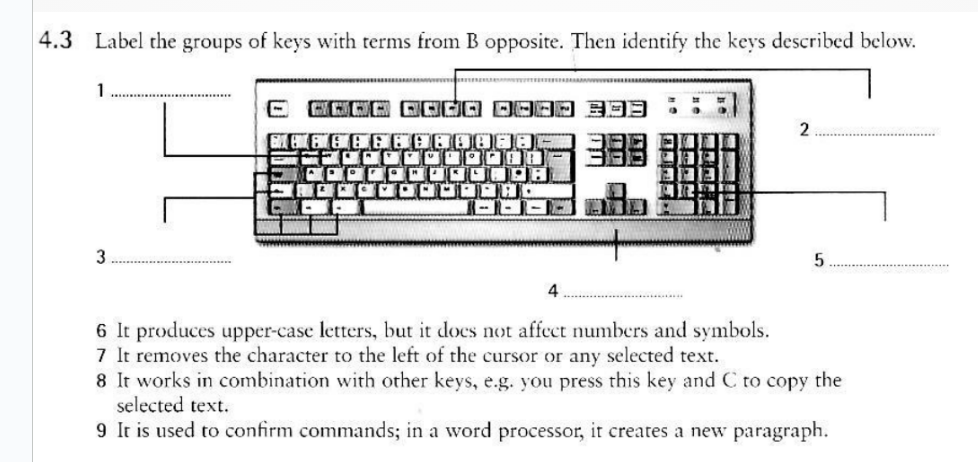 4.3 Label the groups of keys with terms from B opposite. Then identify the keys described below.
1 ..............................
2 ..............................
3 ..............................
4 ..............................
5 ..............................
6 It produces upper-case letters, but it does not affect numbers and symbols.
7 It removes the character to the left of the cursor or any selected text.
8 It works in combination with other keys, e.g. you press this key and C to copy the
selected text.
9 It is used to confirm commands; in a word processor, it creates a new paragraph.